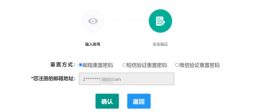 输入账号
安全验证
重置方式: 邮箱重置密码 短信验证重置密码 微信验证重置密码
*您注册的邮箱地址: 2*******
确认 返回